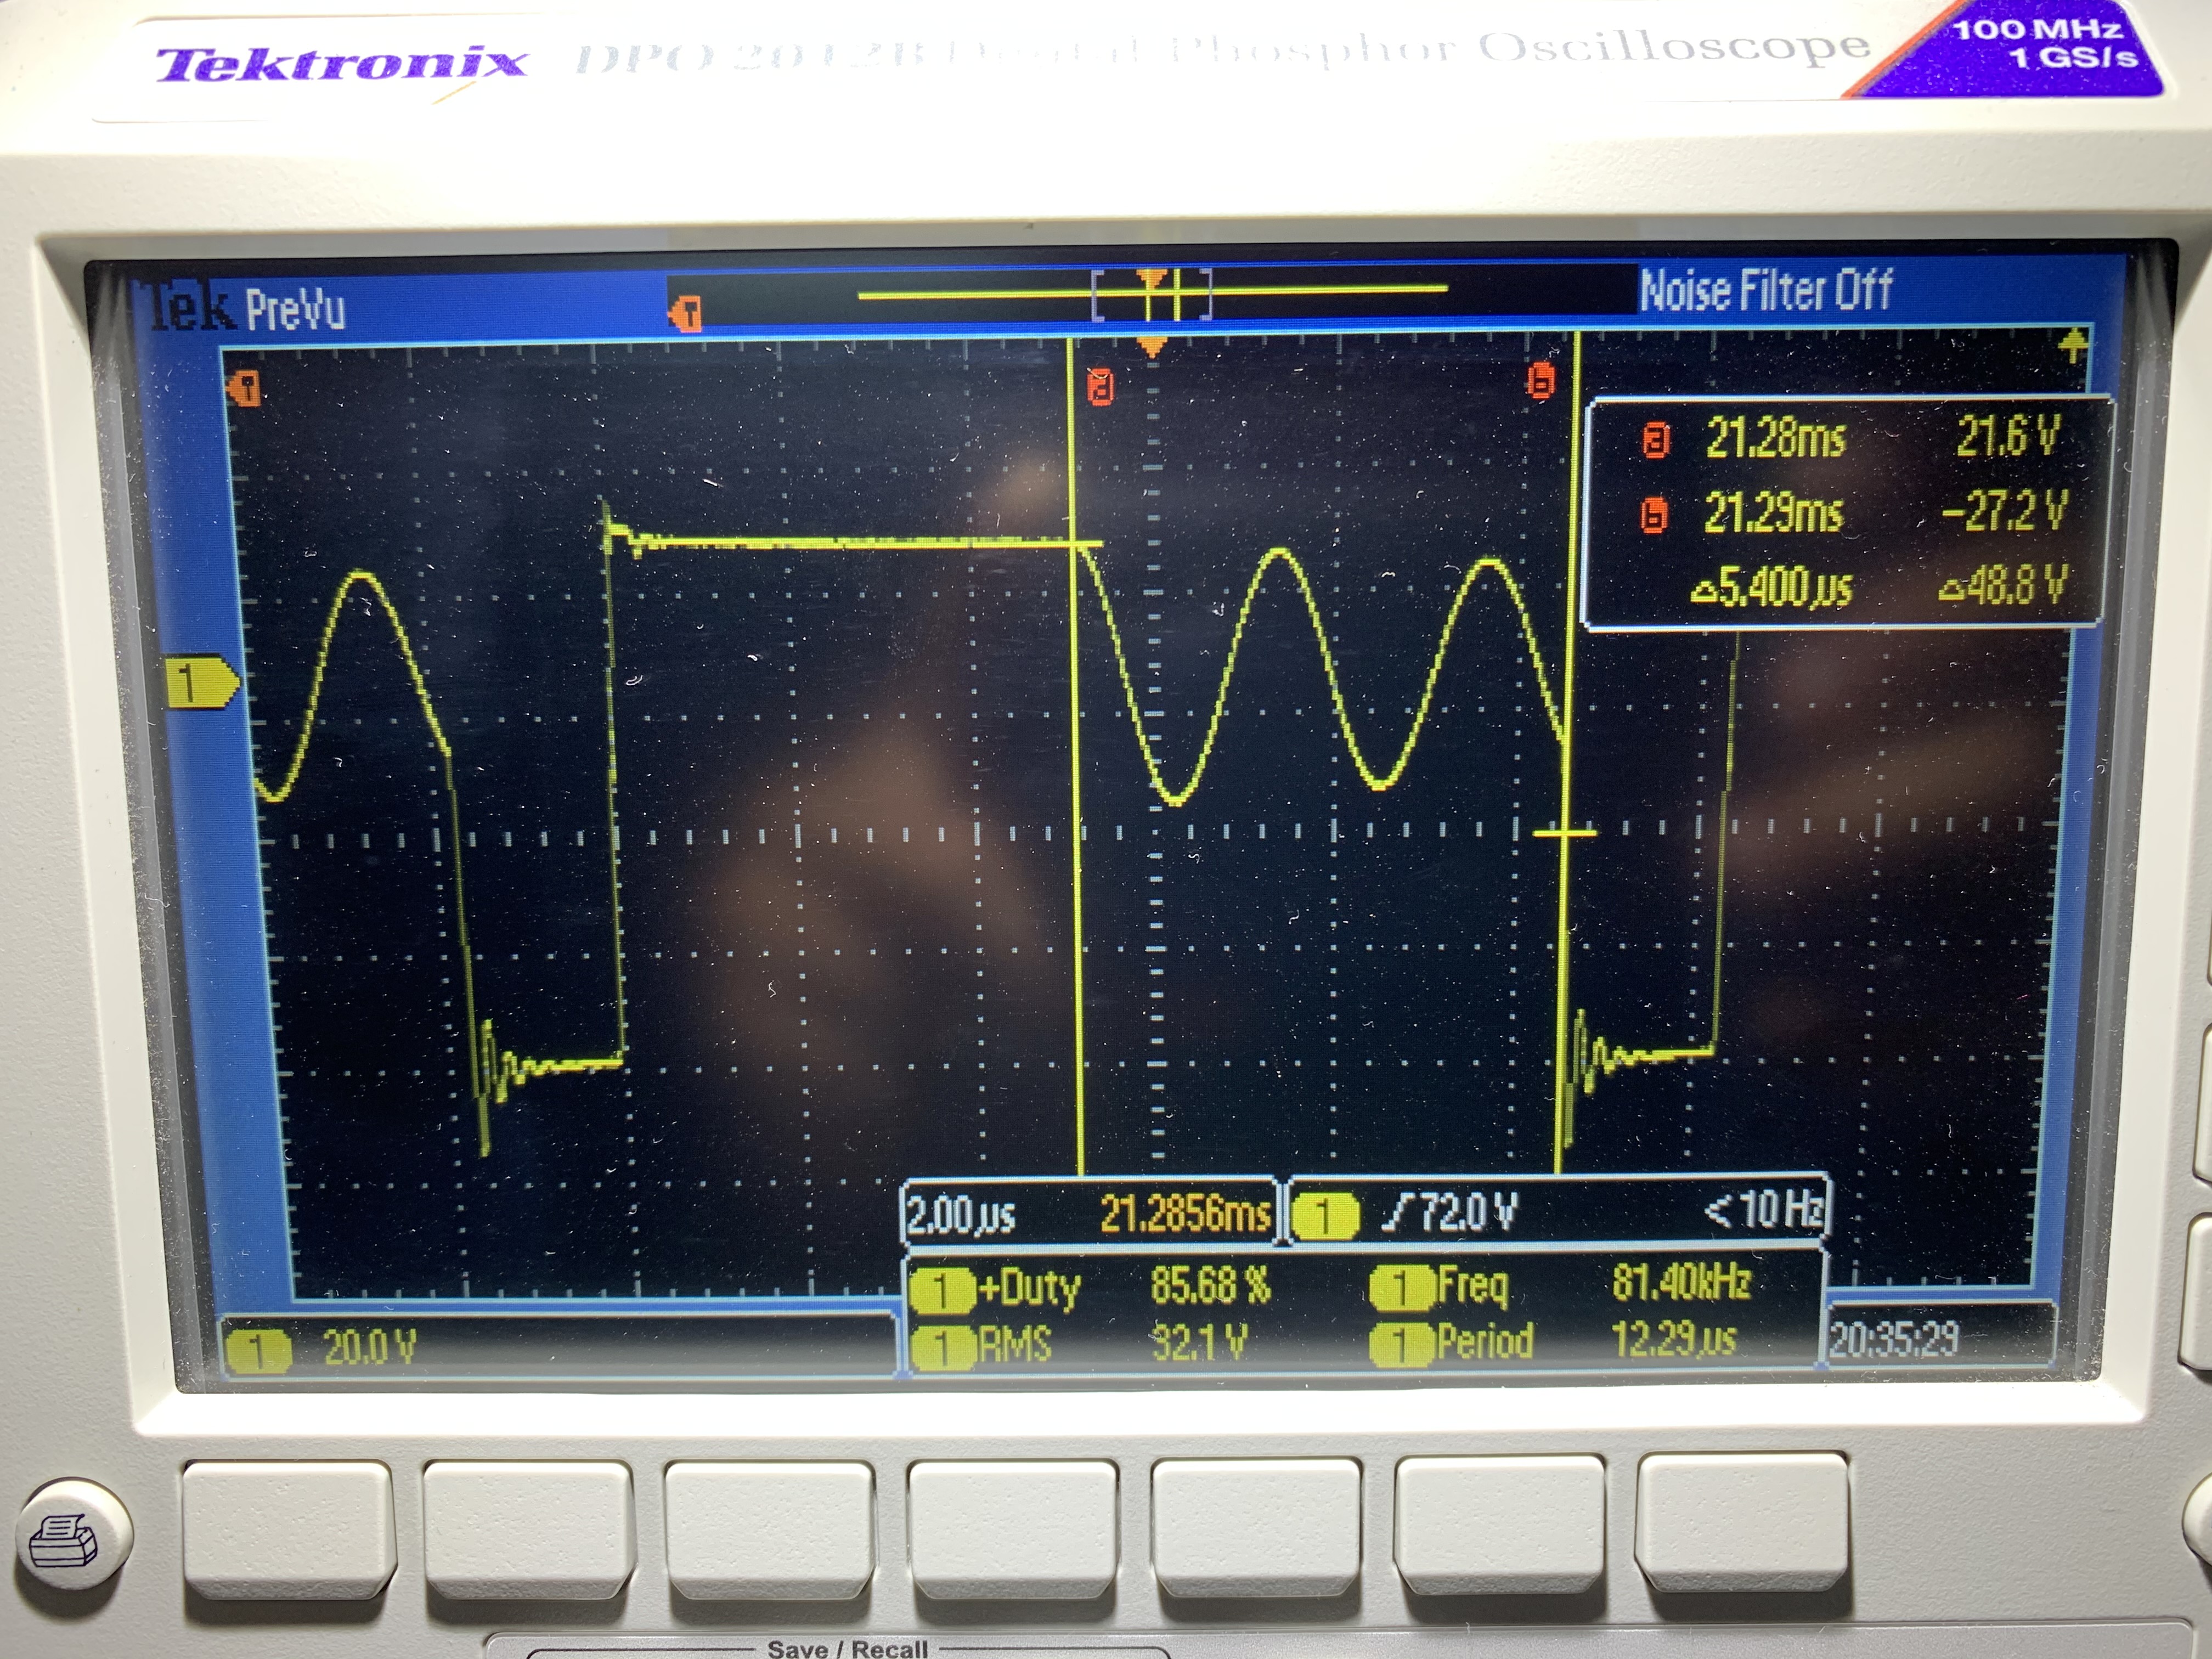 Tektronix DPO 2012B Digital Phosphor Oscilloscope
100 MHz
1 GS/s
Tek PreVu
T
Noise Filter Off
T
a
b
a 21.28ms 21.6 V
b 21.29ms -27.2 V
△5.400µs △48.8 V
1
2.00µs 21.2856ms
1 72.0 V <10 Hz
1 +Duty 85.68 %
1 Freq 81.40kHz
1 RMS 32.1 V
1 Period 12.29µs
1 20.0 V
20:35:29
Save / Recall